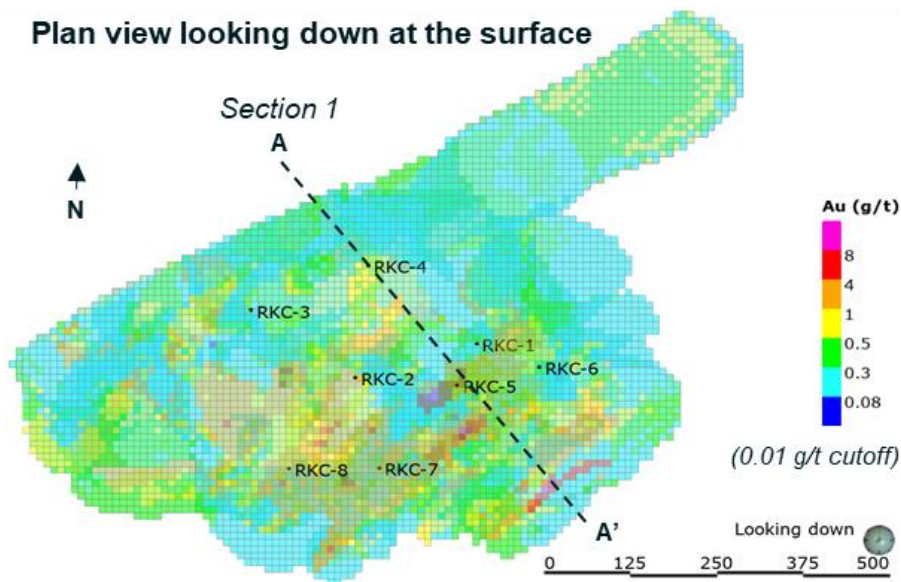 Plan view looking down at the surface
Section 1
A
N
RKC-4
RKC-3
RKC-1
RKC-6
RKC-2
RKC-5
RKC-8
RKC-7
A'
Au (g/t)
8
4
1
0.5
0.3
0.08
(0.01 g/t cutoff)
Looking down
0 125 250 375 500